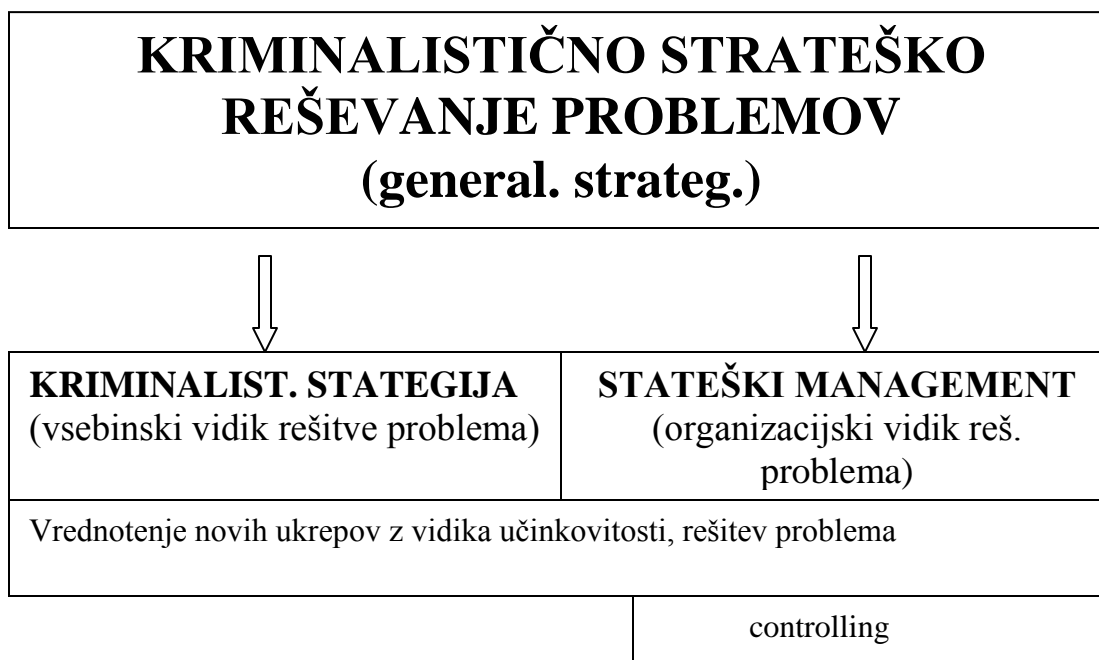 KRIMINALISTIČNO STRATEŠKO
REŠEVANJE PROBLEMOV
(general. strateg.)
KRIMINALIST. STATEGIJA
(vsebinski vidik rešitve problema)
STATEŠKI MANAGEMENT
(organizacijski vidik reš.
problema)
Vrednotenje novih ukrepov z vidika učinkovitosti, rešitev problema
controlling